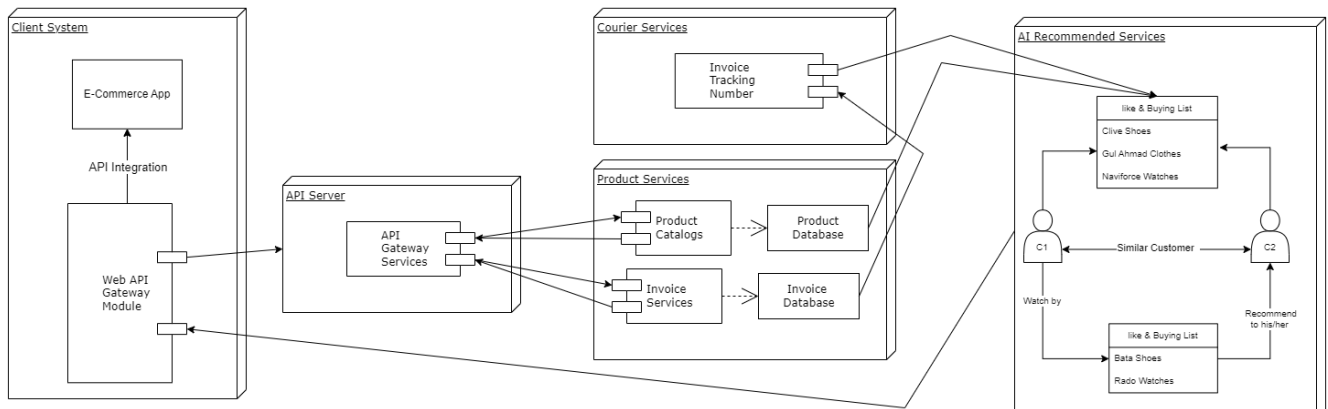 Client System
E-Commerce App
API Integration
Web API
Gateway
Module
API Server
API
Gateway
Services
Courier Services
Invoice
Tracking
Number
Product Services
Product
Catalogs
Product
Database
Invoice
Services
Invoice
Database
AI Recommended Services
like & Buying List
Clive Shoes
Gul Ahmad Clothes
Naviforce Watches
C1
Similar Customer
C2
Watch by
Recommend
to his/her
like & Buying List
Bata Shoes
Rado Watches